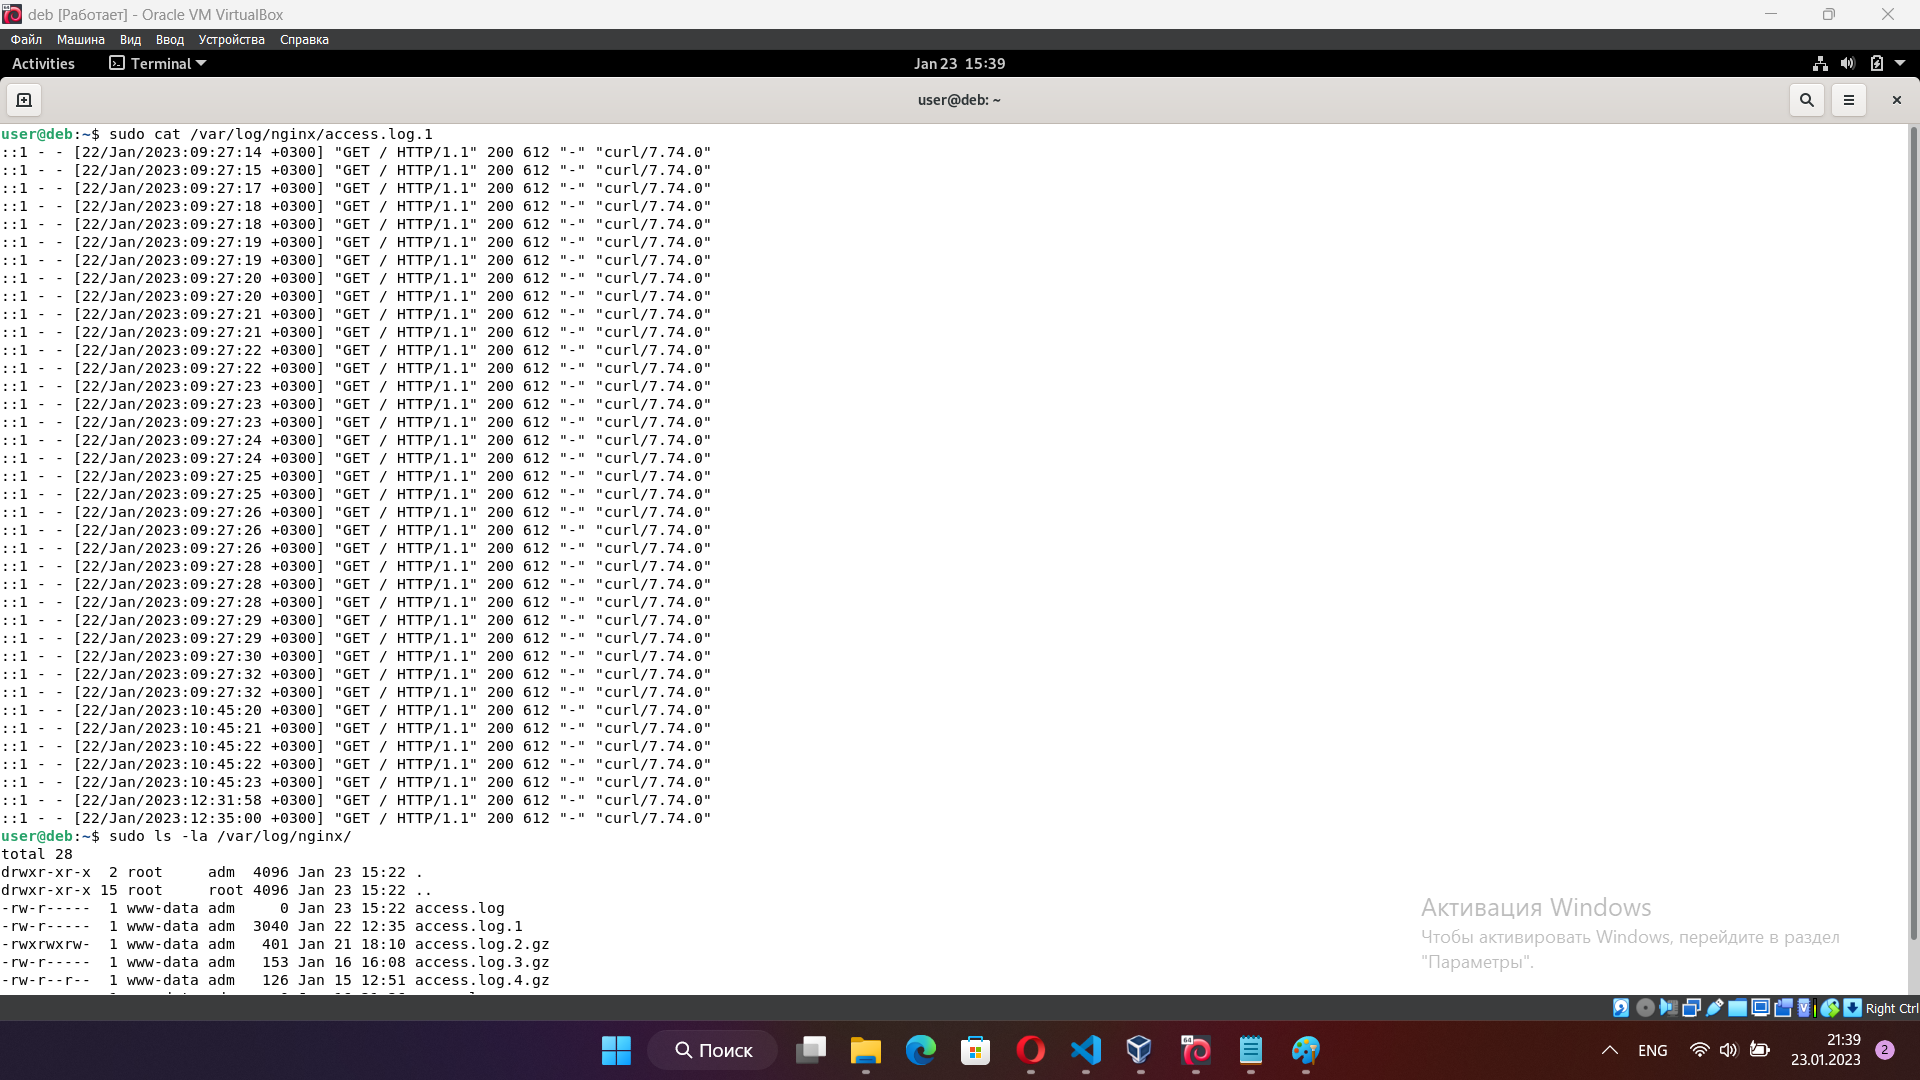 deb [Работает] - Oracle VM VirtualBox
Файл Машина Вид Ввод Устройства Справка
Activities Terminal Jan 23 15:39
user@deb: ~
user@deb:~$ sudo cat /var/log/nginx/access.log.1
::1 - - [22/Jan/2023:09:27:14 +0300] "GET / HTTP/1.1" 200 612 "-" "curl/7.74.0"
::1 - - [22/Jan/2023:09:27:15 +0300] "GET / HTTP/1.1" 200 612 "-" "curl/7.74.0"
::1 - - [22/Jan/2023:09:27:17 +0300] "GET / HTTP/1.1" 200 612 "-" "curl/7.74.0"
::1 - - [22/Jan/2023:09:27:18 +0300] "GET / HTTP/1.1" 200 612 "-" "curl/7.74.0"
::1 - - [22/Jan/2023:09:27:18 +0300] "GET / HTTP/1.1" 200 612 "-" "curl/7.74.0"
::1 - - [22/Jan/2023:09:27:19 +0300] "GET / HTTP/1.1" 200 612 "-" "curl/7.74.0"
::1 - - [22/Jan/2023:09:27:19 +0300] "GET / HTTP/1.1" 200 612 "-" "curl/7.74.0"
::1 - - [22/Jan/2023:09:27:20 +0300] "GET / HTTP/1.1" 200 612 "-" "curl/7.74.0"
::1 - - [22/Jan/2023:09:27:20 +0300] "GET / HTTP/1.1" 200 612 "-" "curl/7.74.0"
::1 - - [22/Jan/2023:09:27:21 +0300] "GET / HTTP/1.1" 200 612 "-" "curl/7.74.0"
::1 - - [22/Jan/2023:09:27:21 +0300] "GET / HTTP/1.1" 200 612 "-" "curl/7.74.0"
::1 - - [22/Jan/2023:09:27:22 +0300] "GET / HTTP/1.1" 200 612 "-" "curl/7.74.0"
::1 - - [22/Jan/2023:09:27:22 +0300] "GET / HTTP/1.1" 200 612 "-" "curl/7.74.0"
::1 - - [22/Jan/2023:09:27:23 +0300] "GET / HTTP/1.1" 200 612 "-" "curl/7.74.0"
::1 - - [22/Jan/2023:09:27:23 +0300] "GET / HTTP/1.1" 200 612 "-" "curl/7.74.0"
::1 - - [22/Jan/2023:09:27:23 +0300] "GET / HTTP/1.1" 200 612 "-" "curl/7.74.0"
::1 - - [22/Jan/2023:09:27:24 +0300] "GET / HTTP/1.1" 200 612 "-" "curl/7.74.0"
::1 - - [22/Jan/2023:09:27:24 +0300] "GET / HTTP/1.1" 200 612 "-" "curl/7.74.0"
::1 - - [22/Jan/2023:09:27:25 +0300] "GET / HTTP/1.1" 200 612 "-" "curl/7.74.0"
::1 - - [22/Jan/2023:09:27:25 +0300] "GET / HTTP/1.1" 200 612 "-" "curl/7.74.0"
::1 - - [22/Jan/2023:09:27:26 +0300] "GET / HTTP/1.1" 200 612 "-" "curl/7.74.0"
::1 - - [22/Jan/2023:09:27:26 +0300] "GET / HTTP/1.1" 200 612 "-" "curl/7.74.0"
::1 - - [22/Jan/2023:09:27:26 +0300] "GET / HTTP/1.1" 200 612 "-" "curl/7.74.0"
::1 - - [22/Jan/2023:09:27:28 +0300] "GET / HTTP/1.1" 200 612 "-" "curl/7.74.0"
::1 - - [22/Jan/2023:09:27:28 +0300] "GET / HTTP/1.1" 200 612 "-" "curl/7.74.0"
::1 - - [22/Jan/2023:09:27:28 +0300] "GET / HTTP/1.1" 200 612 "-" "curl/7.74.0"
::1 - - [22/Jan/2023:09:27:29 +0300] "GET / HTTP/1.1" 200 612 "-" "curl/7.74.0"
::1 - - [22/Jan/2023:09:27:29 +0300] "GET / HTTP/1.1" 200 612 "-" "curl/7.74.0"
::1 - - [22/Jan/2023:09:27:30 +0300] "GET / HTTP/1.1" 200 612 "-" "curl/7.74.0"
::1 - - [22/Jan/2023:09:27:32 +0300] "GET / HTTP/1.1" 200 612 "-" "curl/7.74.0"
::1 - - [22/Jan/2023:09:27:32 +0300] "GET / HTTP/1.1" 200 612 "-" "curl/7.74.0"
::1 - - [22/Jan/2023:10:45:20 +0300] "GET / HTTP/1.1" 200 612 "-" "curl/7.74.0"
::1 - - [22/Jan/2023:10:45:21 +0300] "GET / HTTP/1.1" 200 612 "-" "curl/7.74.0"
::1 - - [22/Jan/2023:10:45:22 +0300] "GET / HTTP/1.1" 200 612 "-" "curl/7.74.0"
::1 - - [22/Jan/2023:10:45:22 +0300] "GET / HTTP/1.1" 200 612 "-" "curl/7.74.0"
::1 - - [22/Jan/2023:10:45:23 +0300] "GET / HTTP/1.1" 200 612 "-" "curl/7.74.0"
::1 - - [22/Jan/2023:12:31:58 +0300] "GET / HTTP/1.1" 200 612 "-" "curl/7.74.0"
::1 - - [22/Jan/2023:12:35:00 +0300] "GET / HTTP/1.1" 200 612 "-" "curl/7.74.0"
user@deb:~$ sudo ls -la /var/log/nginx/
total 28
drwxr-xr-x  2 root     adm  4096 Jan 23 15:22 .
drwxr-xr-x 15 root     root 4096 Jan 23 15:22 ..
-rw-r-----  1 www-data adm     0 Jan 23 15:22 access.log
-rw-r-----  1 www-data adm  3040 Jan 22 12:35 access.log.1
-rwxrwxrw-  1 www-data adm   401 Jan 21 18:10 access.log.2.gz
-rw-r-----  1 www-data adm   153 Jan 16 16:08 access.log.3.gz
-rw-r--r--  1 www-data adm   126 Jan 15 12:51 access.log.4.gz
Активация Windows
Чтобы активировать Windows, перейдите в раздел
"Параметры".
Right Ctrl
Поиск
ENG
21:39
23.01.2023
2